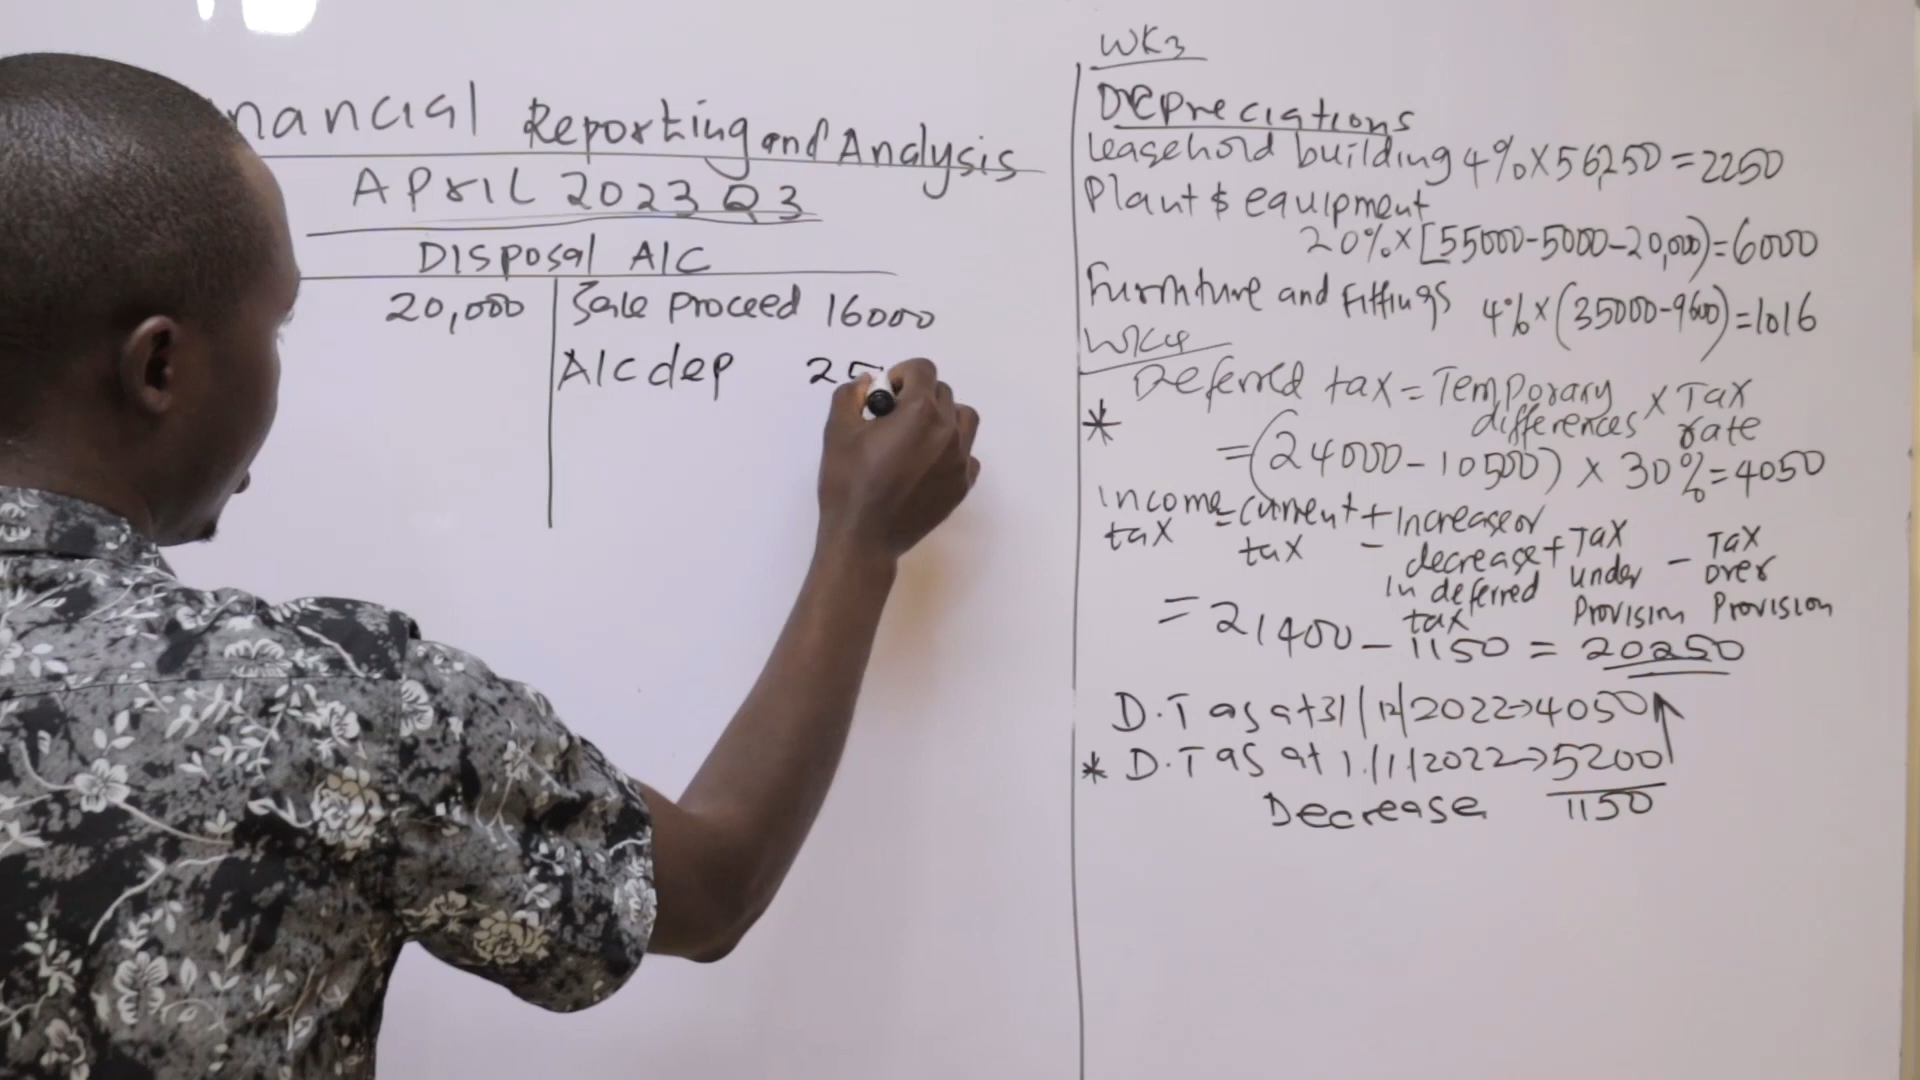 nancial Reporting and Analysis
APRIL 2023 Q3
Disposal A/C
20,000 Sale proceed 16000
A/C dep 25
WK3
Depreciations
Leasehold building 4% X 56,250 = 2250
Plant & equipment
20% X [55000-5000-20,000) = 6000
Furniture and Fittings 4% X (35000-9600) = 1016
WK4
* Deferred tax = Temporary differences X Tax rate
= (24000 - 10500) X 30% = 4050
Income tax = current tax + - Increase or decrease in deferred tax + Tax under Provision - Tax over Provision
= 21400 - 1150 = 20250
D.T as at 31/12/2022 → 4050
* D.T as at 1/1/2022 → 5200
Decrease 1150